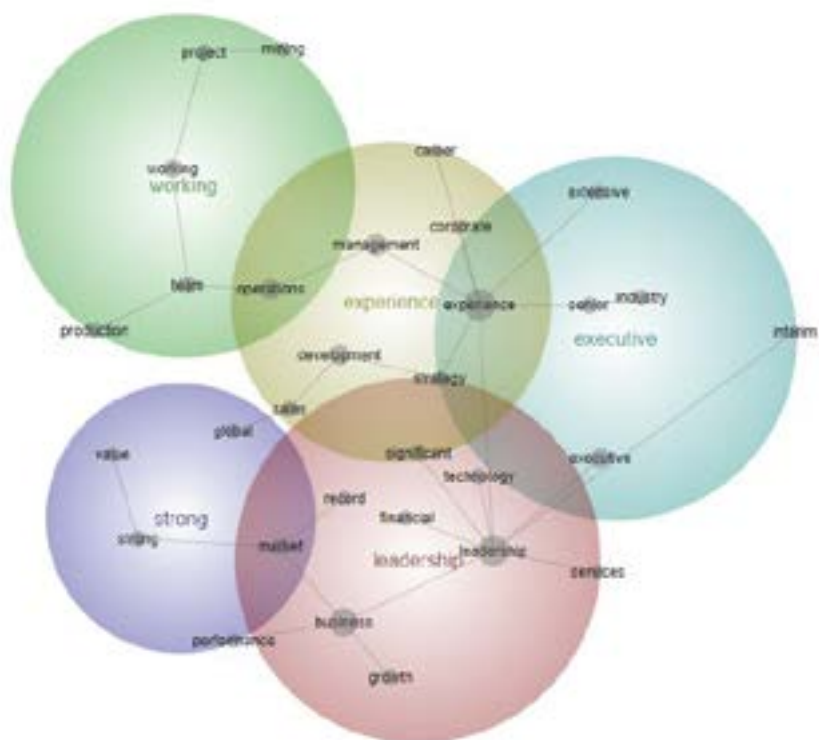 project mining
career
working
working
extensive
corporate
management
team operations
experience experience senior industry
production
interim
executive
development
strategy
sales
global
value significant executive
technology
record
strong financial
strong market leadership
leadership
services
business
performance
growth